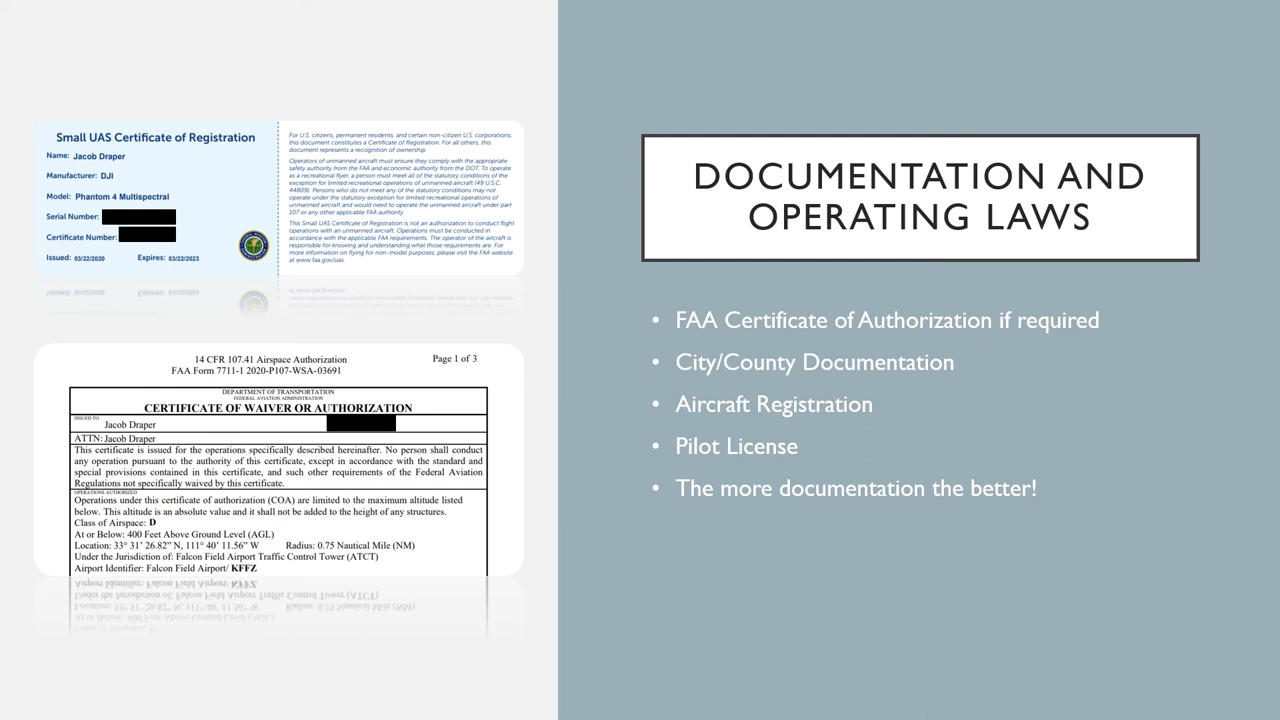 Small UAS Certificate of Registration
Name: Jacob Draper
Manufacturer: DJI
Model: Phantom 4 Multispectral
Serial Number:
Certificate Number:
Issued: 03/22/2020 Expires: 03/22/2023
For U.S. citizens, permanent residents, and certain non-citizen U.S. corporations,
this document constitutes a Certificate of Registration. For all others, this
document represents a recognition of ownership.
Operators of unmanned aircraft must ensure they comply with the appropriate
safety authority from the FAA and economic authority from the DOT. To operate
as a recreational flyer, a person must meet all of the statutory conditions of the
exception for limited recreational operations of unmanned aircraft (49 U.S.C.
44809). Persons who do not meet any of the statutory conditions may not
operate under the statutory exception for limited recreational operations of
unmanned aircraft and would need to operate the unmanned aircraft under part
107 or any other applicable FAA authority.
This Small UAS Certificate of Registration is not an authorization to conduct flight
operations with an unmanned aircraft. Operations must be conducted in
accordance with the applicable FAA requirements. The operator of the aircraft is
responsible for knowing and understanding what those requirements are. For
more information on flying for non-model purposes, please visit the FAA website
at www.faa.gov/uas.
14 CFR 107.41 Airspace Authorization Page 1 of 3
FAA Form 7711-1 2020-P107-WSA-03691
DEPARTMENT OF TRANSPORTATION
FEDERAL AVIATION ADMINISTRATION
CERTIFICATE OF WAIVER OR AUTHORIZATION
ISSUED TO
Jacob Draper
ATTN: Jacob Draper
This certificate is issued for the operations specifically described hereinafter. No person shall conduct
any operation pursuant to the authority of this certificate, except in accordance with the standard and
special provisions contained in this certificate, and such other requirements of the Federal Aviation
Regulations not specifically waived by this certificate.
OPERATIONS AUTHORIZED
Operations under this certificate of authorization (COA) are limited to the maximum altitude listed
below. This altitude is an absolute value and it shall not be added to the height of any structures.
Class of Airspace: D
At or Below: 400 Feet Above Ground Level (AGL)
Location: 33° 31' 26.82" N, 111° 40' 11.56" W Radius: 0.75 Nautical Mile (NM)
Under the Jurisdiction of: Falcon Field Airport Traffic Control Tower (ATCT)
Airport Identifier: Falcon Field Airport/ KFFZ
DOCUMENTATION AND
OPERATING LAWS
• FAA Certificate of Authorization if required
• City/County Documentation
• Aircraft Registration
• Pilot License
• The more documentation the better!